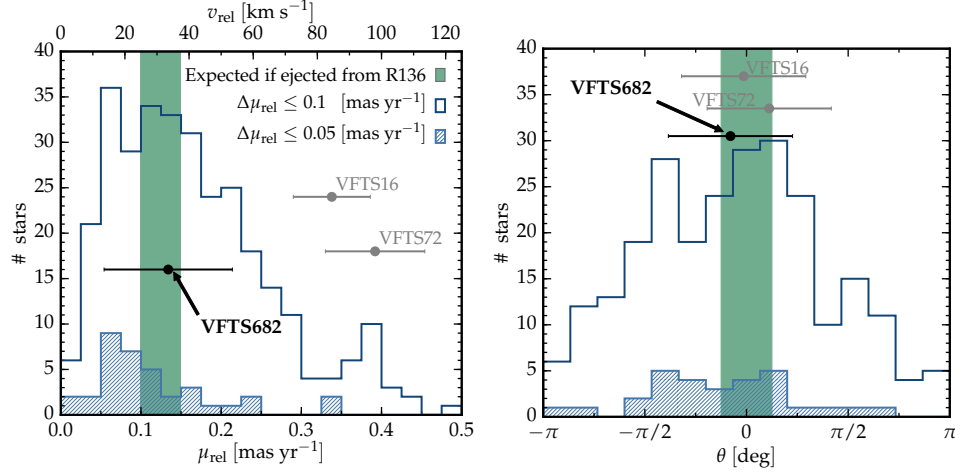 v_rel [km s⁻¹]
0 20 40 60 80 100 120
40
35
30
25
20
15
10
5
0
# stars
Expected if ejected from R136
Δμ_rel ≤ 0.1 [mas yr⁻¹]
Δμ_rel ≤ 0.05 [mas yr⁻¹]
VFTS16
VFTS72
VFTS682
0.0 0.1 0.2 0.3 0.4 0.5
μ_rel [mas yr⁻¹]
40
35
30
25
20
15
10
5
0
# stars
VFTS16
VFTS682
VFTS72
−π −π/2 0 π/2 π
θ [deg]